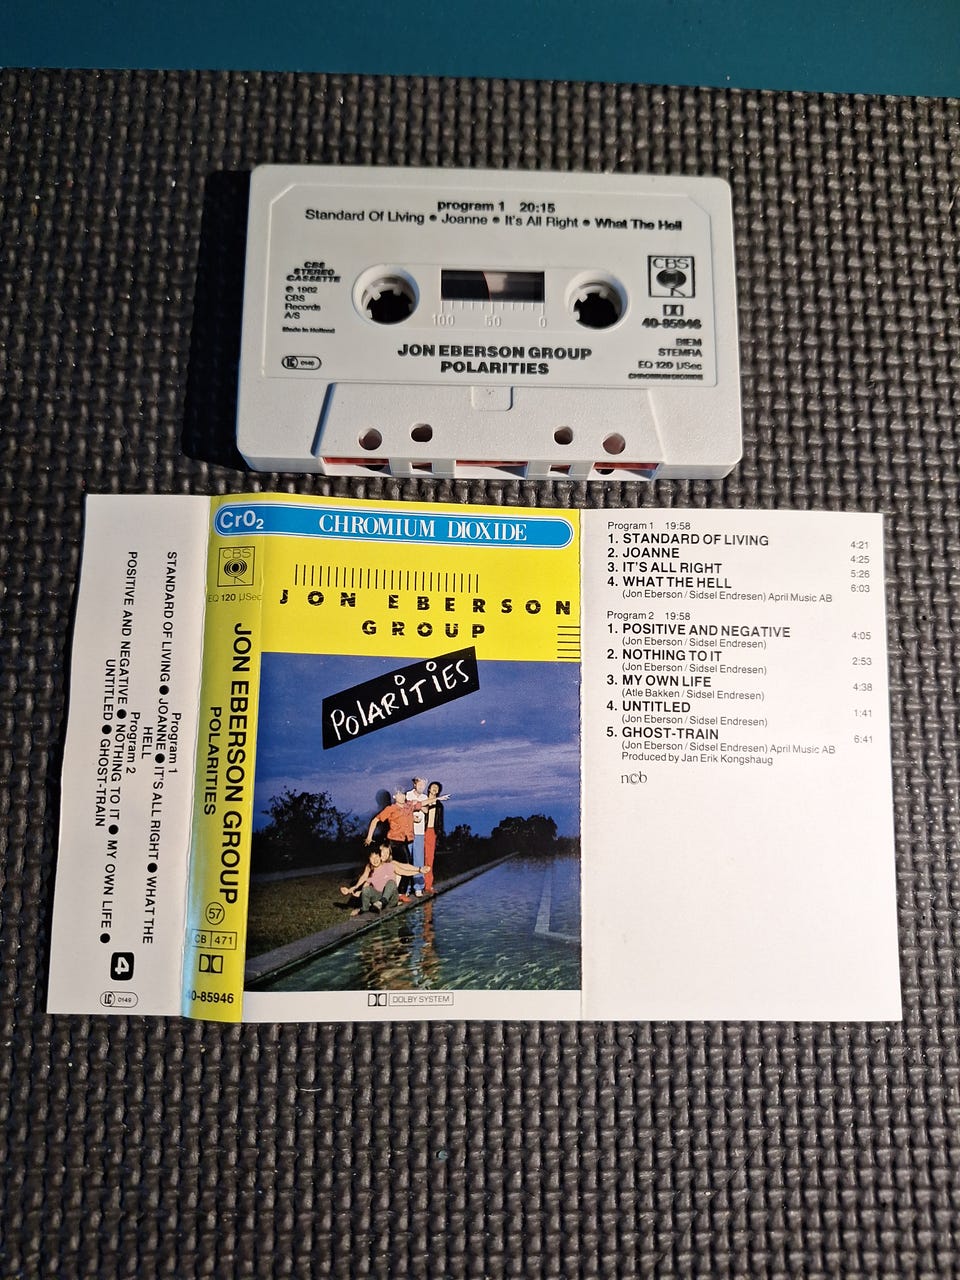 program 1 20:15
Standard Of Living ● Joanne ● It's All Right ● What The Hell
CBS
STEREO
CASSETTE
℗ 1982
CBS
Records
A/S
Made in Holland
100 50 0
CBS
40-85946
BIEM
STEMRA
EQ 120 µSec
CHROMIUM DIOXIDE
JON EBERSON GROUP
POLARITIES
Program 1
STANDARD OF LIVING ● JOANNE ● IT'S ALL RIGHT ● WHAT THE
HELL
Program 2
POSITIVE AND NEGATIVE ● NOTHING TO IT ● MY OWN LIFE ●
UNTITLED ● GHOST-TRAIN
4
LC 0149
CrO2
CBS
EQ 120 µSec
JON EBERSON GROUP
POLARITIES
57
CB 471
40-85946
CHROMIUM DIOXIDE
JON EBERSON
GROUP
POLARiTiES
DOLBY SYSTEM
Program 1 19:58
1. STANDARD OF LIVING 4:21
2. JOANNE 4:25
3. IT'S ALL RIGHT 5:26
4. WHAT THE HELL 6:03
(Jon Eberson / Sidsel Endresen) April Music AB
Program 2 19:58
1. POSITIVE AND NEGATIVE 4:05
(Jon Eberson / Sidsel Endresen)
2. NOTHING TO IT 2:53
(Jon Eberson / Sidsel Endresen)
3. MY OWN LIFE 4:38
(Atle Bakken / Sidsel Endresen)
4. UNTITLED 1:41
(Jon Eberson / Sidsel Endresen)
5. GHOST-TRAIN 6:41
(Jon Eberson / Sidsel Endresen) April Music AB
Produced by Jan Erik Kongshaug
ncb